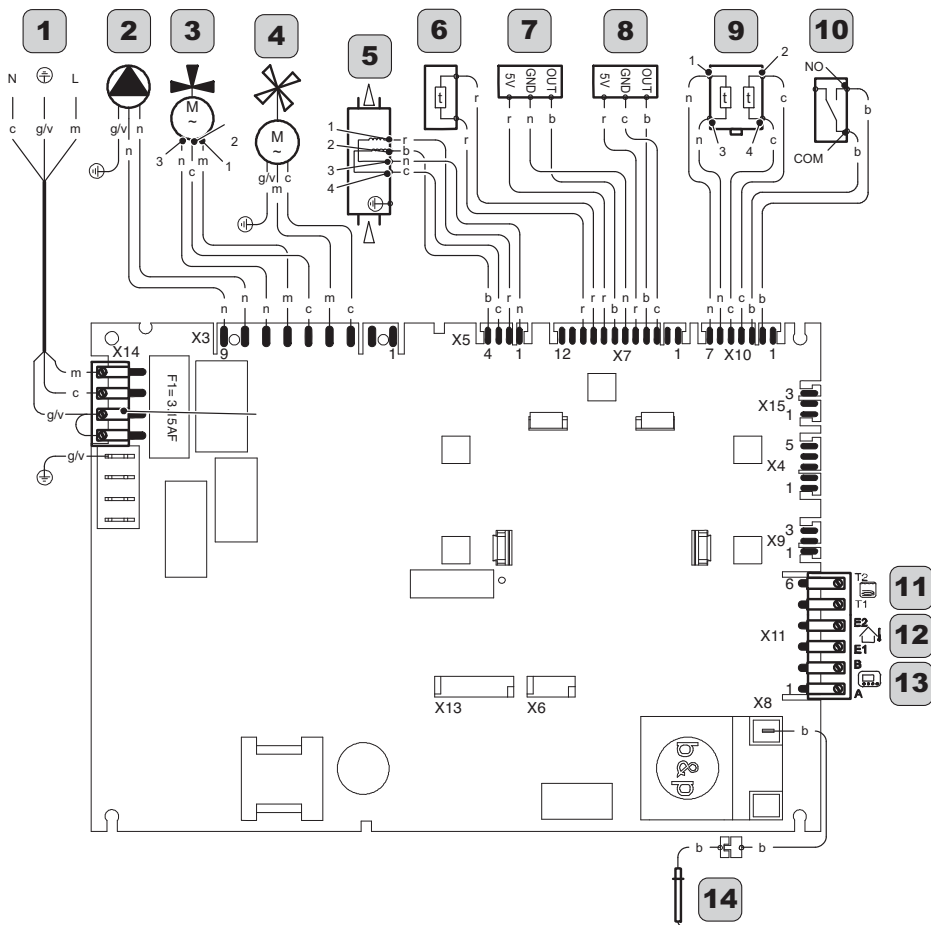 1 2 3 4 5 6 7 8 9 10
N L
c g/v m
g/v n
n
M
~
3 2
n m 1
c
M
~
g/v c
m
1 r
2 b
3 n
4 c
t
r
r
5V GND OUT
r n b
5V GND OUT
r c b
1 2
n t t c
n 3 4 c
NO
b
COM b
n n n m c m c
b c r n
r r r b n r b c
n n c c b b
X3 9 1
X5 4 1
12 X7 1
7 X10 1
X14
m
c
g/v
g/v
F1= 3.15AF
3
X15
1
5
X4
1
3
X9
1
6 T2 11
T1
X11 E2 12
E1
B 13
1 A
X13 X6 X8
b
b&d
b b
14